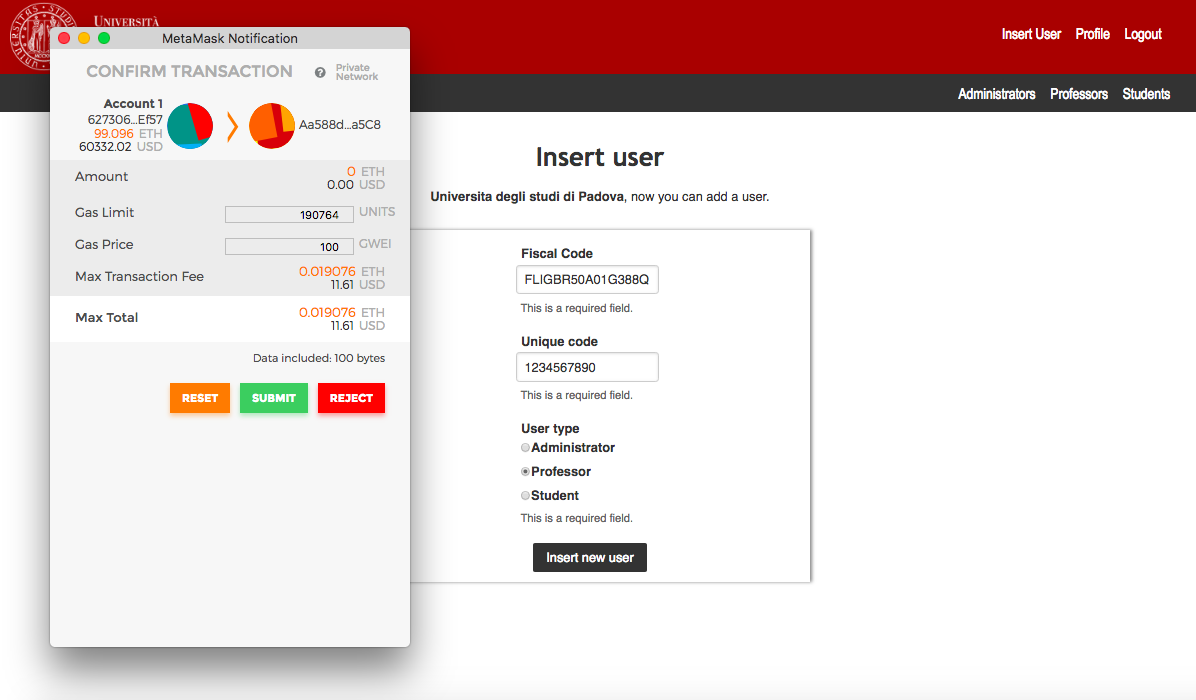 UNIVERSITÀ
Insert User Profile Logout
Administrators Professors Students
MetaMask Notification
CONFIRM TRANSACTION
?
Private
Network
Account 1
627306...Ef57
99.096 ETH
60332.02 USD
Aa588d...a5C8
Amount
0 ETH
0.00 USD
Gas Limit
190764 UNITS
Gas Price
100 GWEI
Max Transaction Fee
0.019076 ETH
11.61 USD
Max Total
0.019076 ETH
11.61 USD
Data included: 100 bytes
RESET SUBMIT REJECT
Insert user
Universita degli studi di Padova, now you can add a user.
Fiscal Code
FLIGBR50A01G388Q
This is a required field.
Unique code
1234567890
This is a required field.
User type
Administrator
Professor
Student
This is a required field.
Insert new user